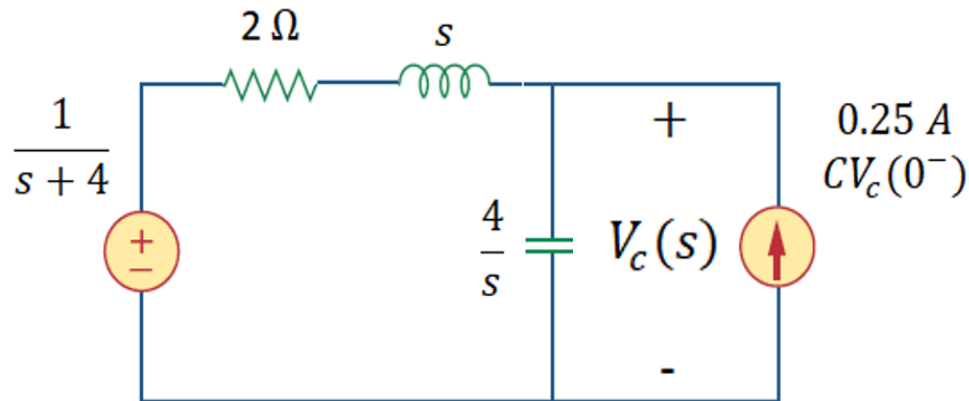 2 Ω
s
1
s + 4
+
−
4
s
+
V_c(s)
-
0.25 A
CV_c(0⁻)